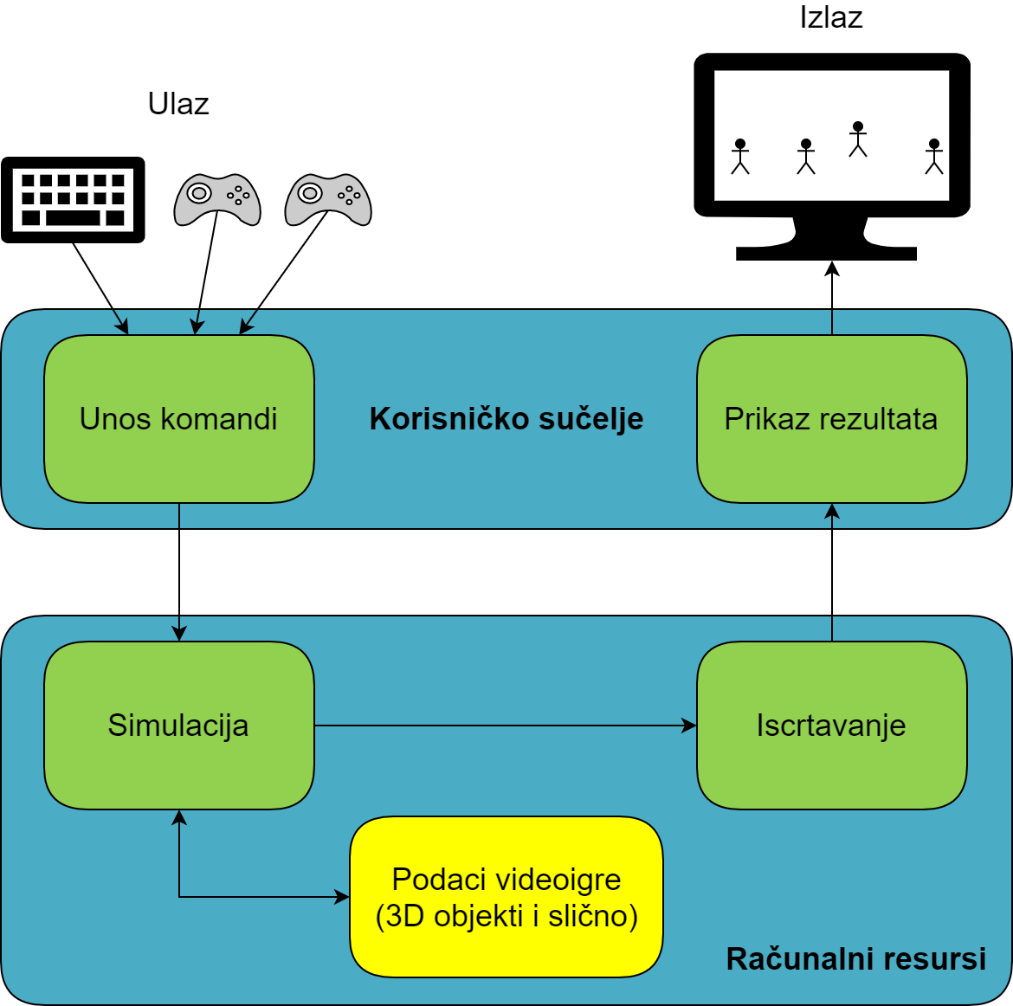 Izlaz
Ulaz
Unos komandi
Korisničko sučelje
Prikaz rezultata
Simulacija
Iscrtavanje
Podaci videoigre
(3D objekti i slično)
Računalni resursi